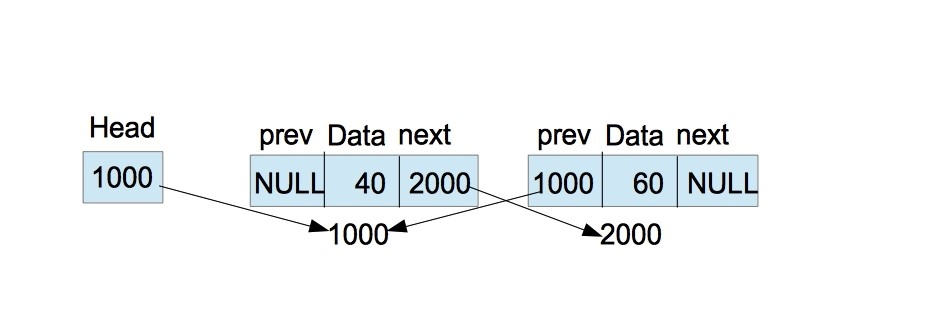 Head
prev Data next
prev Data next
1000
NULL 40 2000
1000 60 NULL
1000
2000